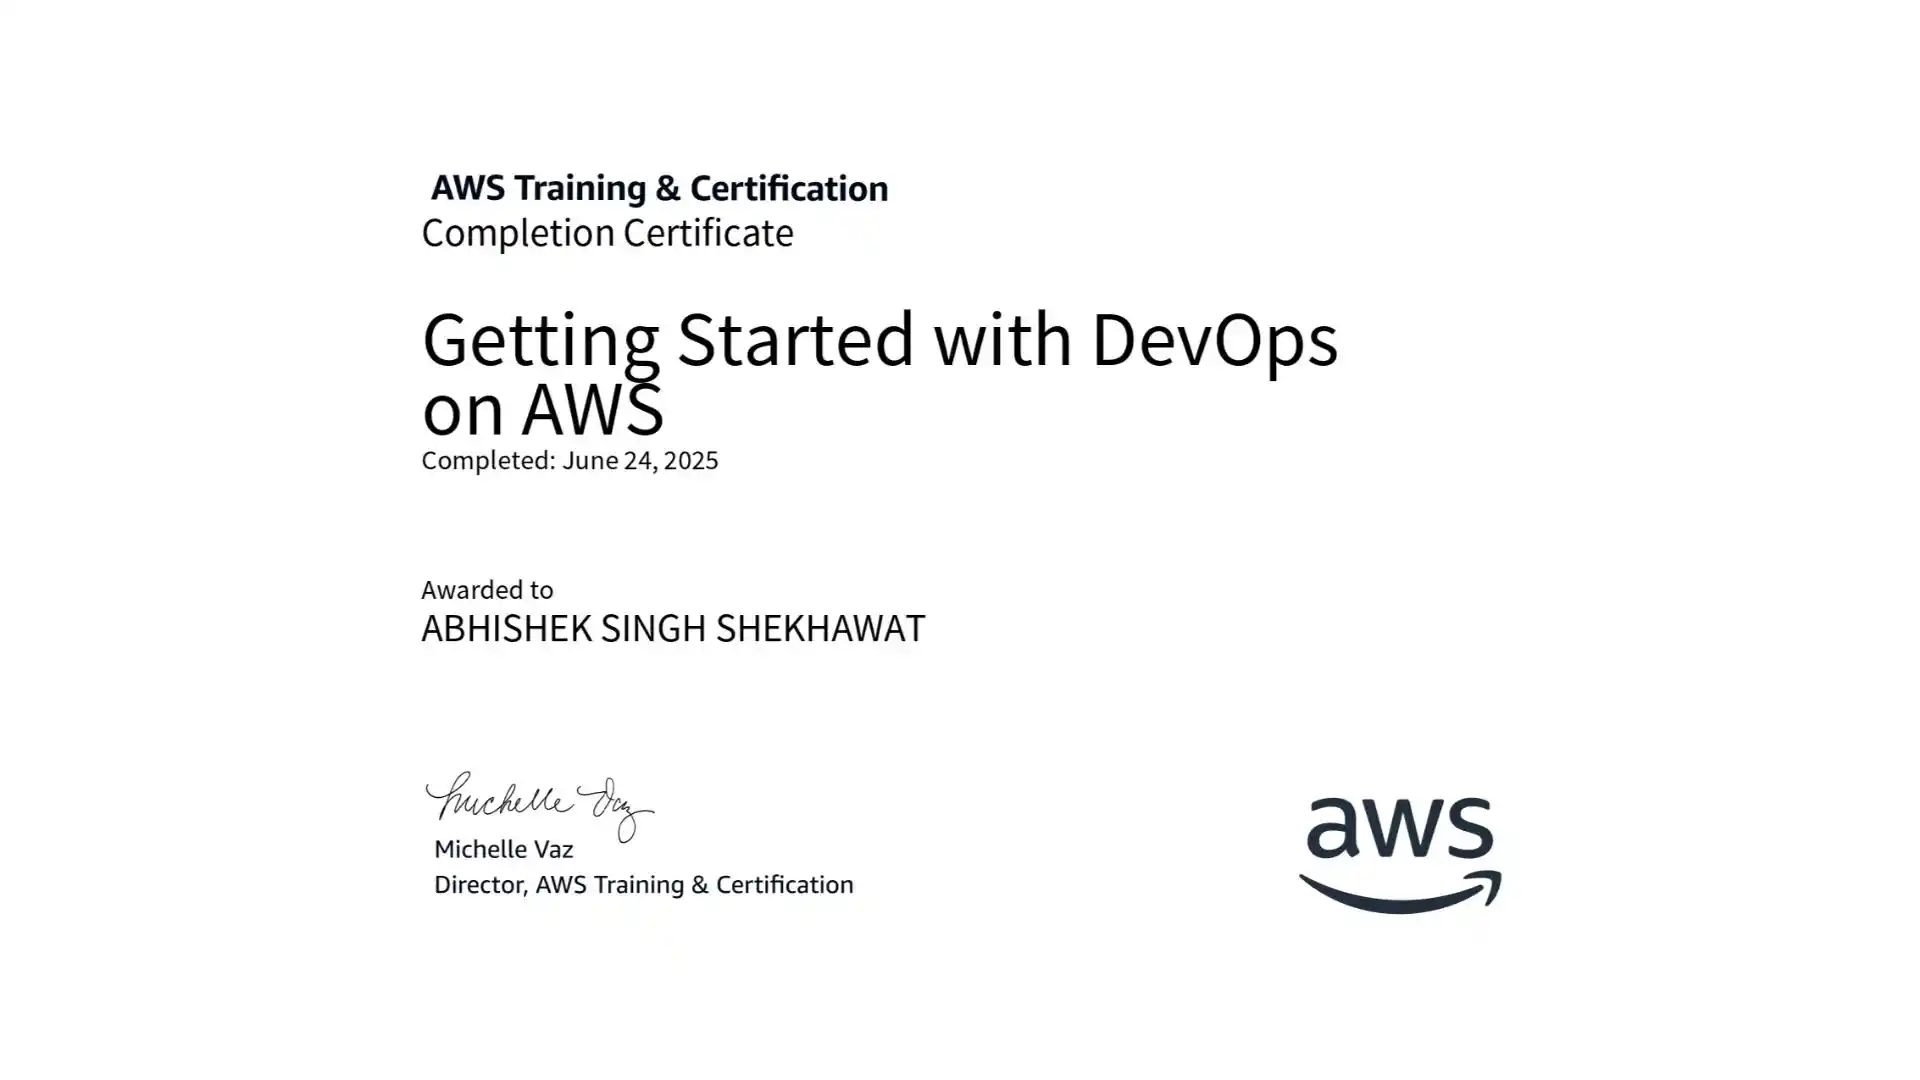 AWS Training & Certification
Completion Certificate
Getting Started with DevOps
on AWS
Completed: June 24, 2025
Awarded to
ABHISHEK SINGH SHEKHAWAT
Michelle Vaz
Michelle Vaz
Director, AWS Training & Certification
aws